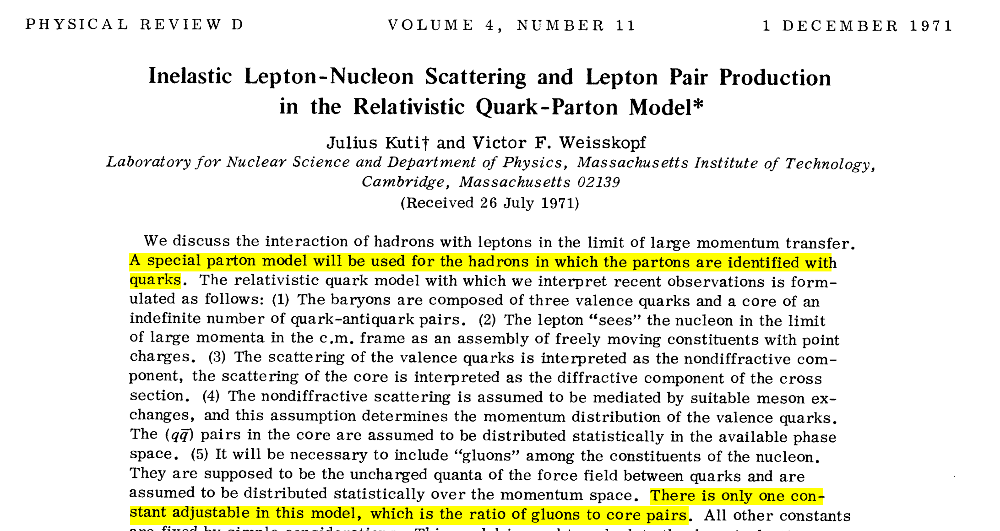 PHYSICAL REVIEW D VOLUME 4, NUMBER 11 1 DECEMBER 1971
Inelastic Lepton-Nucleon Scattering and Lepton Pair Production
in the Relativistic Quark-Parton Model*
Julius Kuti† and Victor F. Weisskopf
Laboratory for Nuclear Science and Department of Physics, Massachusetts Institute of Technology,
Cambridge, Massachusetts 02139
(Received 26 July 1971)
We discuss the interaction of hadrons with leptons in the limit of large momentum transfer.
A special parton model will be used for the hadrons in which the partons are identified with
quarks. The relativistic quark model with which we interpret recent observations is form-
ulated as follows: (1) The baryons are composed of three valence quarks and a core of an
indefinite number of quark-antiquark pairs. (2) The lepton “sees” the nucleon in the limit
of large momenta in the c.m. frame as an assembly of freely moving constituents with point
charges. (3) The scattering of the valence quarks is interpreted as the nondiffractive com-
ponent, the scattering of the core is interpreted as the diffractive component of the cross
section. (4) The nondiffractive scattering is assumed to be mediated by suitable meson ex-
changes, and this assumption determines the momentum distribution of the valence quarks.
The (qq̅) pairs in the core are assumed to be distributed statistically in the available phase
space. (5) It will be necessary to include “gluons” among the constituents of the nucleon.
They are supposed to be the uncharged quanta of the force field between quarks and are
assumed to be distributed statistically over the momentum space. There is only one con-
stant adjustable in this model, which is the ratio of gluons to core pairs. All other constants